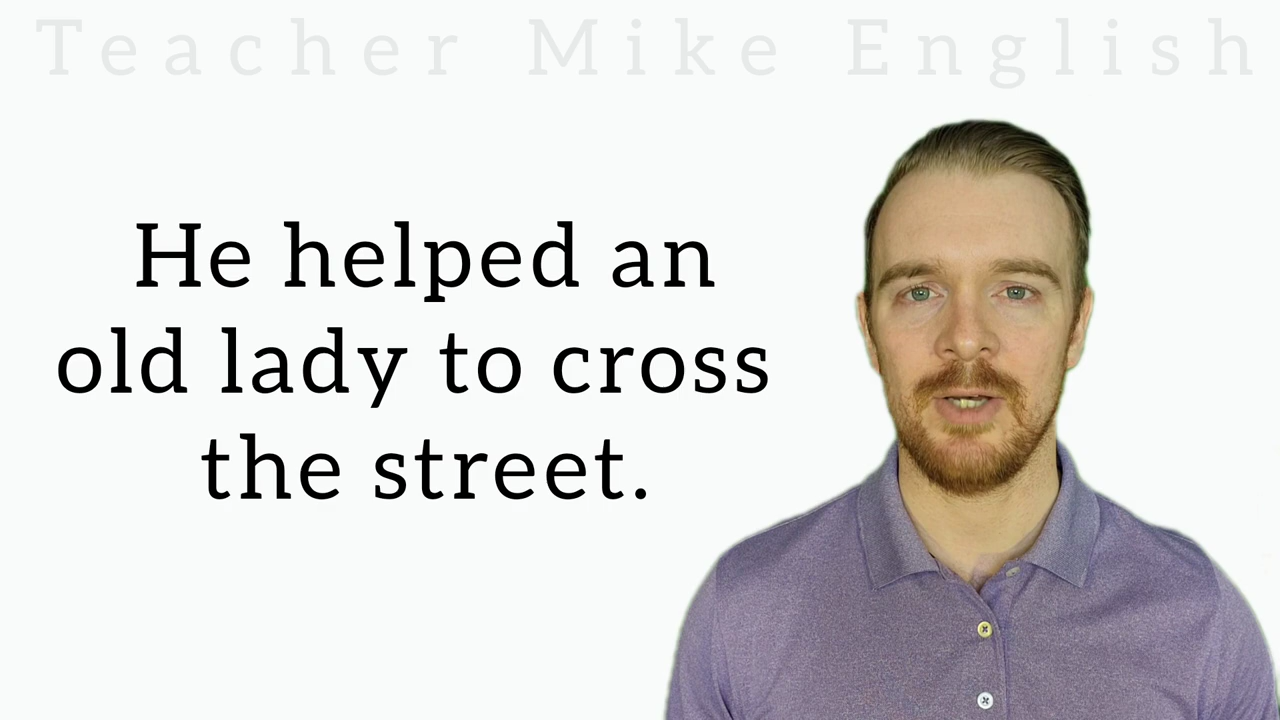 Teacher Mike English
He helped an
old lady to cross
the street.